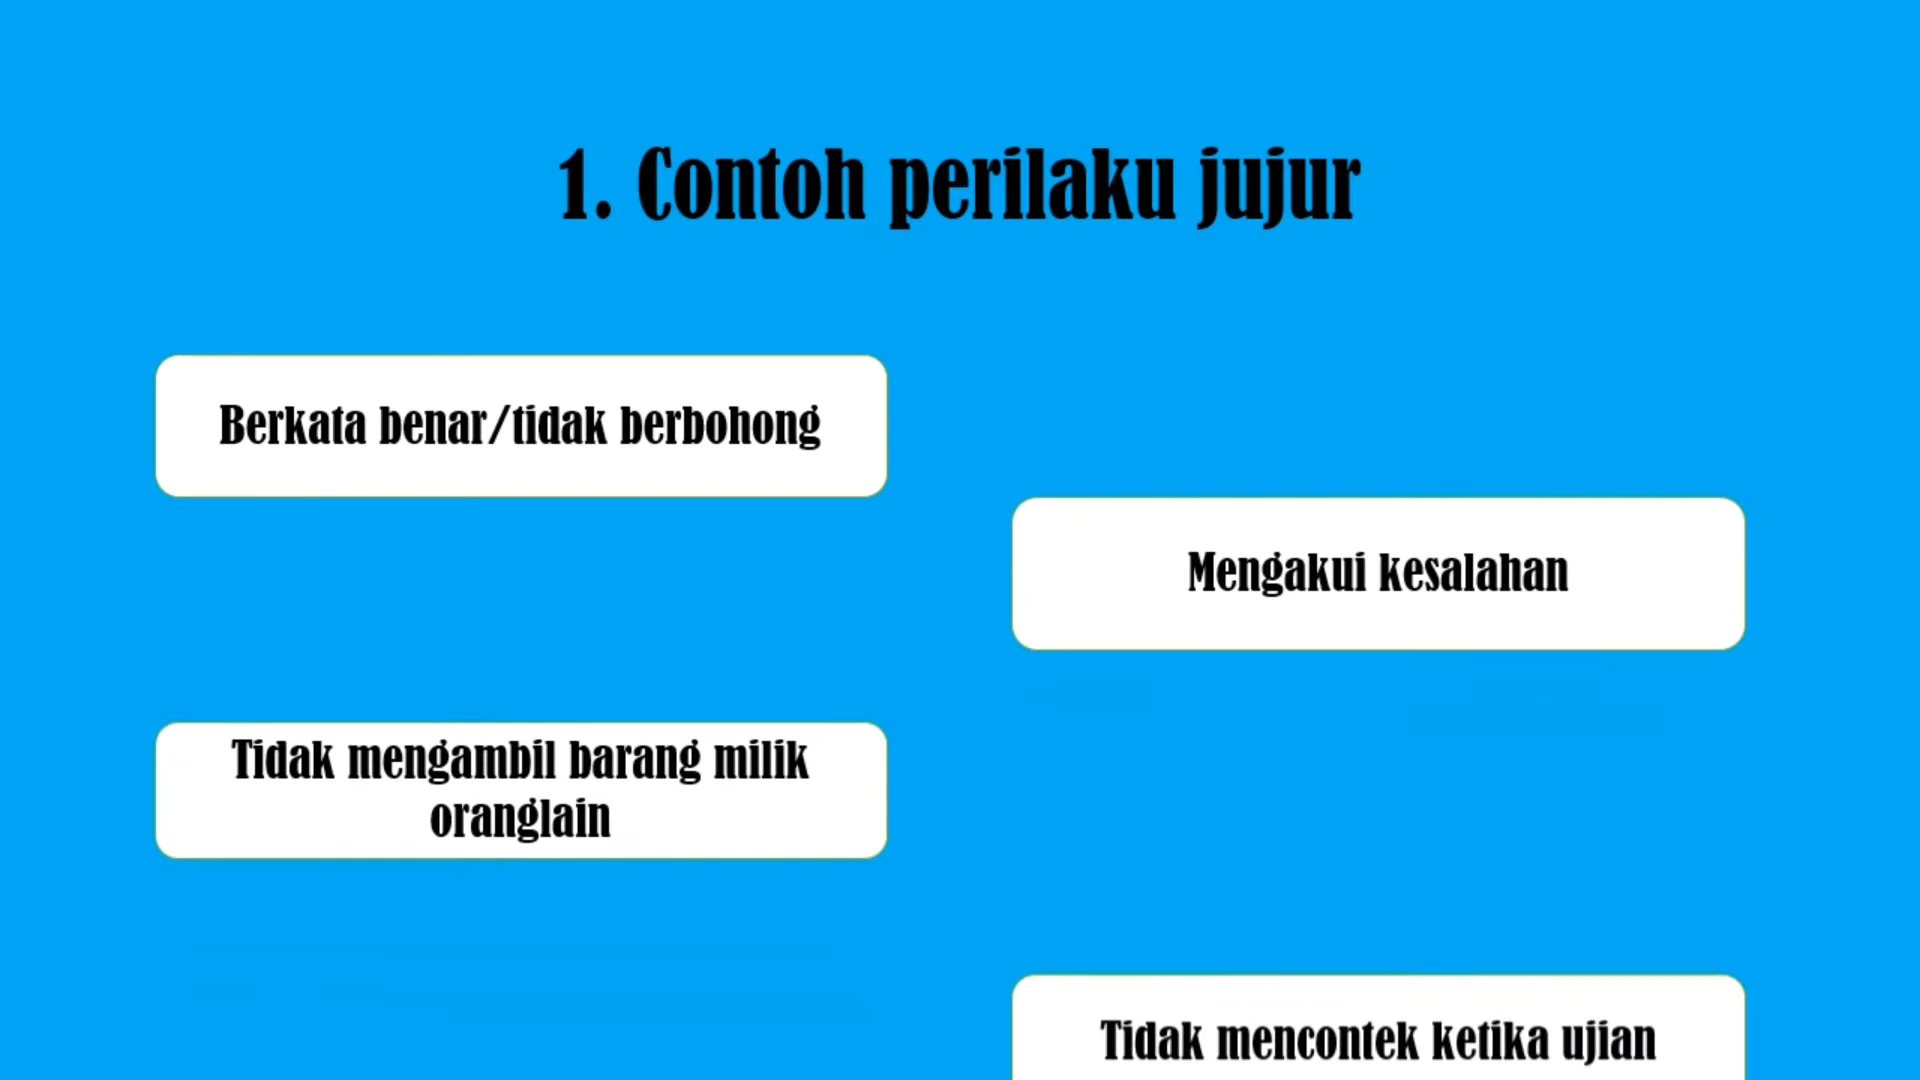 1. Contoh perilaku jujur
Berkata benar/tidak berbohong
Mengakui kesalahan
Tidak mengambil barang milik
oranglain
Tidak mencontek ketika ujian